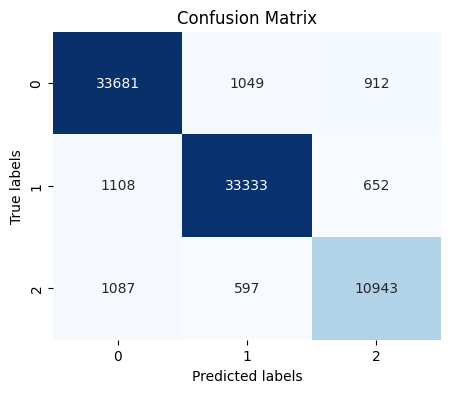 Confusion Matrix
True labels
0
33681 1049 912
1
1108 33333 652
2
1087 597 10943
0 1 2
Predicted labels